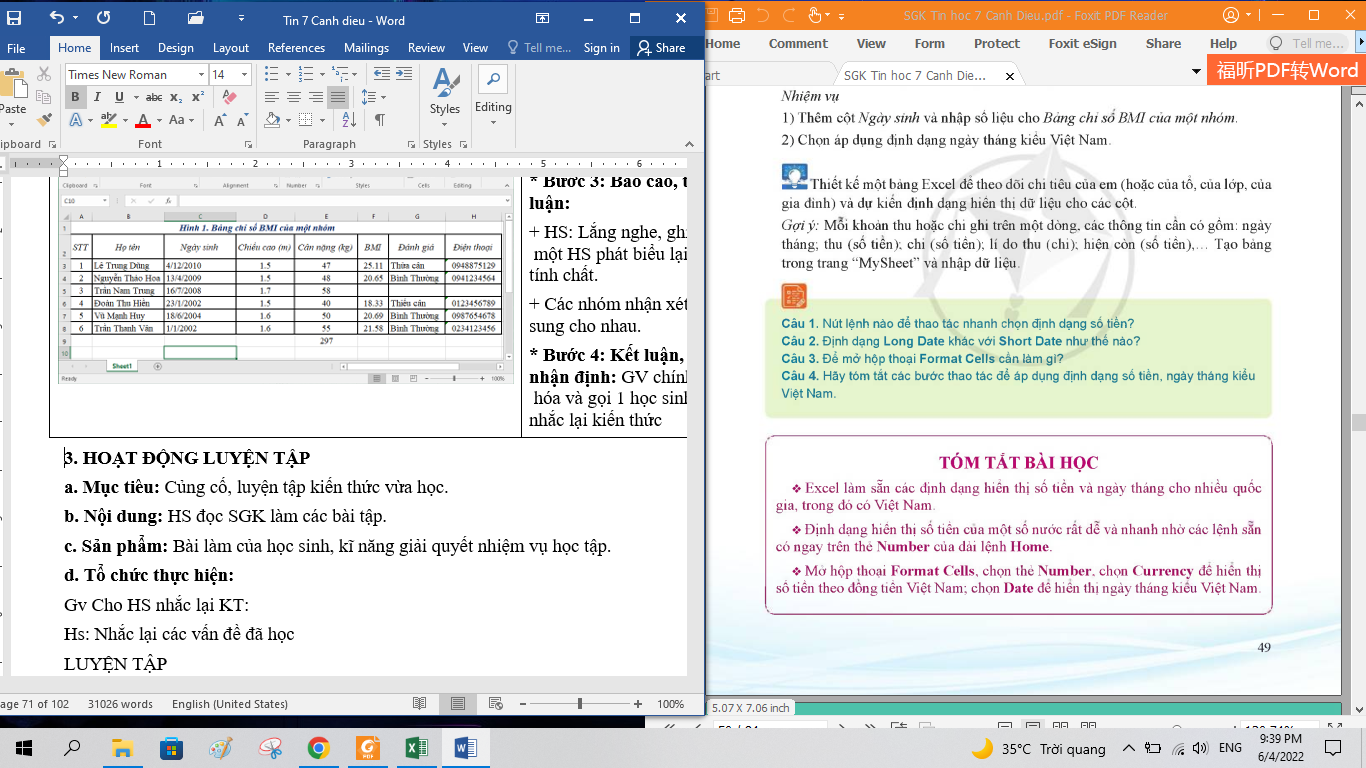 Tin 7 Canh dieu - Word
File Home Insert Design Layout References Mailings Review View Tell me... Sign in Share
Times New Roman 14
Paste
Styles
Editing
Font
Paragraph
Styles
C10
A B C D E F G H
Hình 1. Bảng chỉ số BMI của một nhóm
STT Họ tên Ngày sinh Chiều cao (m) Cân nặng (kg) BMI Đánh giá Điện thoại
1 Lê Trung Dũng 4/12/2010 1.5 47 25.11 Thừa cân 0948875129
2 Nguyễn Thảo Hoa 13/4/2009 1.5 48 20.65 Bình Thường 0941234564
3 Trần Nam Trung 16/7/2008 1.7 58
4 Đoàn Thu Hiền 23/1/2002 1.5 40 18.33 Thiếu cân 0123456789
5 Vũ Mạnh Huy 18/6/2004 1.6 50 20.69 Bình Thường 0987654678
6 Trần Thanh Vân 1/1/2002 1.6 55 21.58 Bình Thường 0234123456
297
Sheet1
Ready
100%
* Bước 3: Báo cáo, t
luận:
+ HS: Lắng nghe, gh
một HS phát biểu lại
tính chất.
+ Các nhóm nhận xét
sung cho nhau.
* Bước 4: Kết luận,
nhận định: GV chính
hóa và gọi 1 học sinh
nhắc lại kiến thức
3. HOẠT ĐỘNG LUYỆN TẬP
a. Mục tiêu: Củng cố, luyện tập kiến thức vừa học.
b. Nội dung: HS đọc SGK làm các bài tập.
c. Sản phẩm: Bài làm của học sinh, kĩ năng giải quyết nhiệm vụ học tập.
d. Tổ chức thực hiện:
Gv Cho HS nhắc lại KT:
Hs: Nhắc lại các vấn đề đã học
LUYỆN TẬP
age 71 of 102 31026 words English (United States) 100%
SGK Tin hoc 7 Canh Dieu.pdf - Foxit PDF Reader
Home Comment View Form Protect Foxit eSign Share Help Tell me...
art SGK Tin hoc 7 Canh Die...
福昕PDF转Word
Nhiệm vụ
1) Thêm cột Ngày sinh và nhập số liệu cho Bảng chỉ số BMI của một nhóm.
2) Chọn áp dụng định dạng ngày tháng kiểu Việt Nam.
Thiết kế một bảng Excel để theo dõi chi tiêu của em (hoặc của tổ, của lớp, của
gia đình) và dự kiến định dạng hiển thị dữ liệu cho các cột.
Gợi ý: Mỗi khoản thu hoặc chi ghi trên một dòng, các thông tin cần có gồm: ngày
tháng; thu (số tiền); chi (số tiền); lí do thu (chi); hiện còn (số tiền),... Tạo bảng
trong trang “MySheet” và nhập dữ liệu.
Câu 1. Nút lệnh nào để thao tác nhanh chọn định dạng số tiền?
Câu 2. Định dạng Long Date khác với Short Date như thế nào?
Câu 3. Để mở hộp thoại Format Cells cần làm gì?
Câu 4. Hãy tóm tắt các bước thao tác để áp dụng định dạng số tiền, ngày tháng kiểu
Việt Nam.
TÓM TẮT BÀI HỌC
❖ Excel làm sẵn các định dạng hiển thị số tiền và ngày tháng cho nhiều quốc
gia, trong đó có Việt Nam.
❖ Định dạng hiển thị số tiền của một số nước rất dễ và nhanh nhờ các lệnh sẵn
có ngay trên thẻ Number của dải lệnh Home.
❖ Mở hộp thoại Format Cells, chọn thẻ Number, chọn Currency để hiển thị
số tiền theo đồng tiền Việt Nam; chọn Date để hiển thị ngày tháng kiểu Việt Nam.
49
5.07 X 7.06 inch
35°C Trời quang
ENG
9:39 PM
6/4/2022